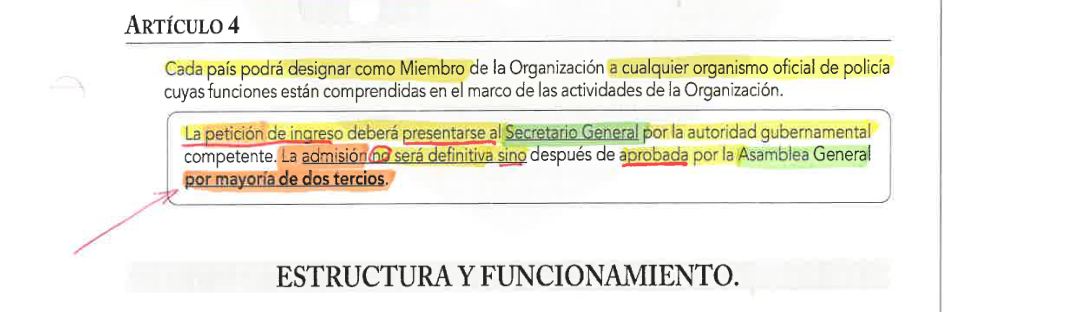 ARTÍCULO 4
Cada país podrá designar como Miembro de la Organización a cualquier organismo oficial de policía
cuyas funciones están comprendidas en el marco de las actividades de la Organización.
La petición de ingreso deberá presentarse al Secretario General por la autoridad gubernamental
competente. La admisión no será definitiva sino después de aprobada por la Asamblea General
por mayoría de dos tercios.
ESTRUCTURA Y FUNCIONAMIENTO.